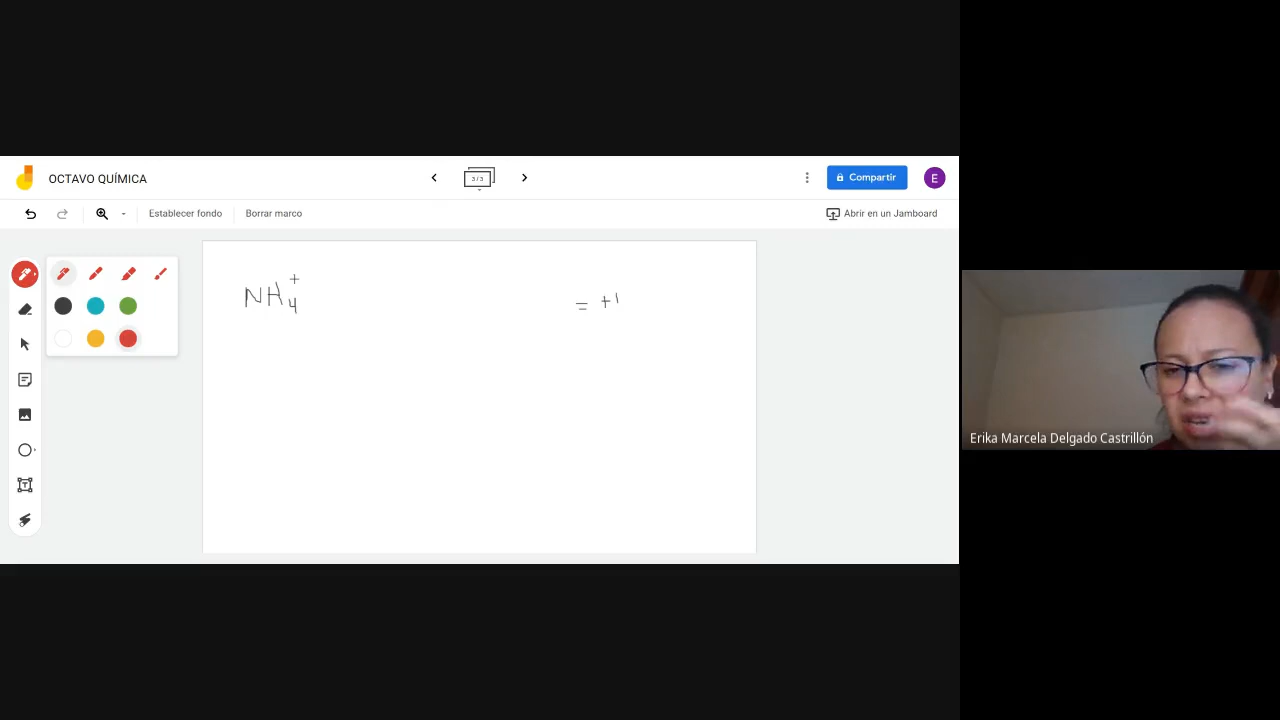 OCTAVO QUÍMICA
3 / 3
Compartir
E
Establecer fondo
Borrar marco
Abrir en un Jamboard
NH₄⁺ = +1
Erika Marcela Delgado Castrillón